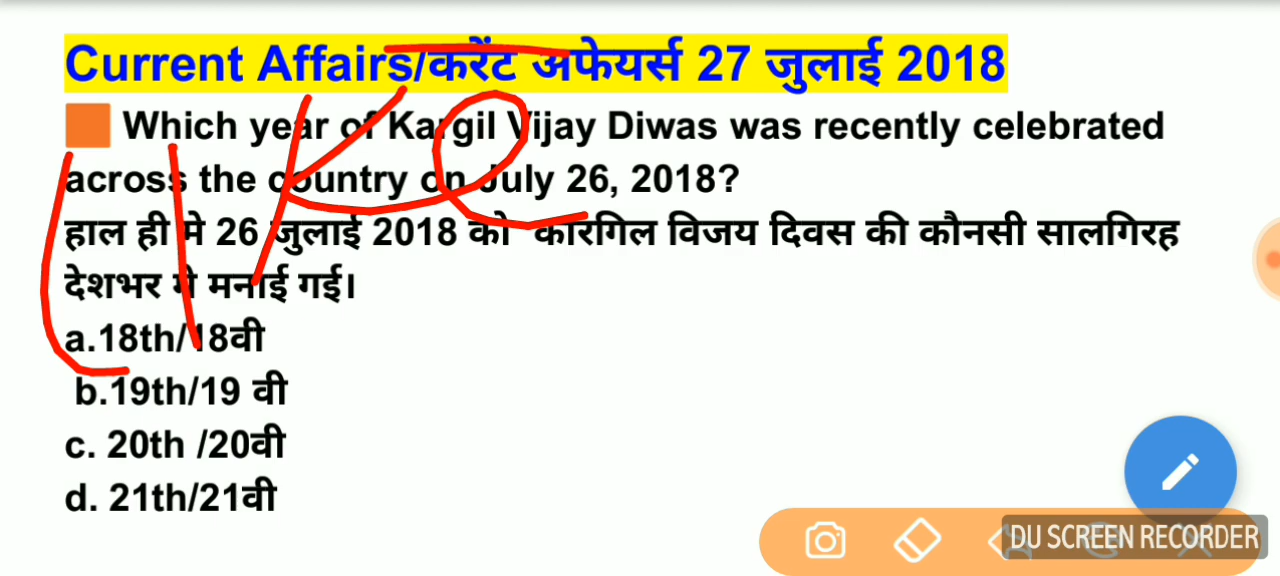 Current Affairs/करेंट अफेयर्स 27 जुलाई 2018
Which year of Kargil Vijay Diwas was recently celebrated
across the country on July 26, 2018?
हाल ही मे 26 जुलाई 2018 को कारगिल विजय दिवस की कौनसी सालगिरह
देशभर मे मनाई गई।
a.18th/18वी
b.19th/19 वी
c. 20th /20वी
d. 21th/21वी
DU SCREEN RECORDER